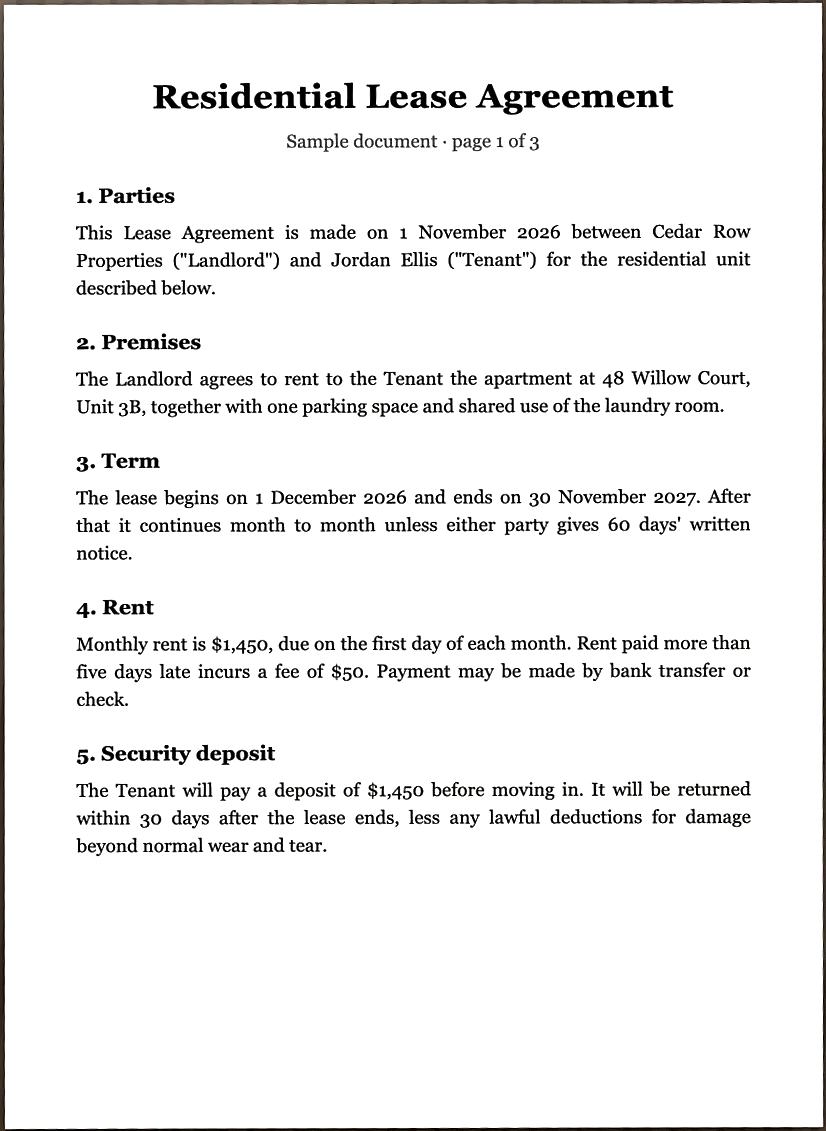 Residential Lease Agreement
Sample document · page 1 of 3
1. Parties
This Lease Agreement is made on 1 November 2026 between Cedar Row
Properties ("Landlord") and Jordan Ellis ("Tenant") for the residential unit
described below.
2. Premises
The Landlord agrees to rent to the Tenant the apartment at 48 Willow Court,
Unit 3B, together with one parking space and shared use of the laundry room.
3. Term
The lease begins on 1 December 2026 and ends on 30 November 2027. After
that it continues month to month unless either party gives 60 days' written
notice.
4. Rent
Monthly rent is $1,450, due on the first day of each month. Rent paid more than
five days late incurs a fee of $50. Payment may be made by bank transfer or
check.
5. Security deposit
The Tenant will pay a deposit of $1,450 before moving in. It will be returned
within 30 days after the lease ends, less any lawful deductions for damage
beyond normal wear and tear.